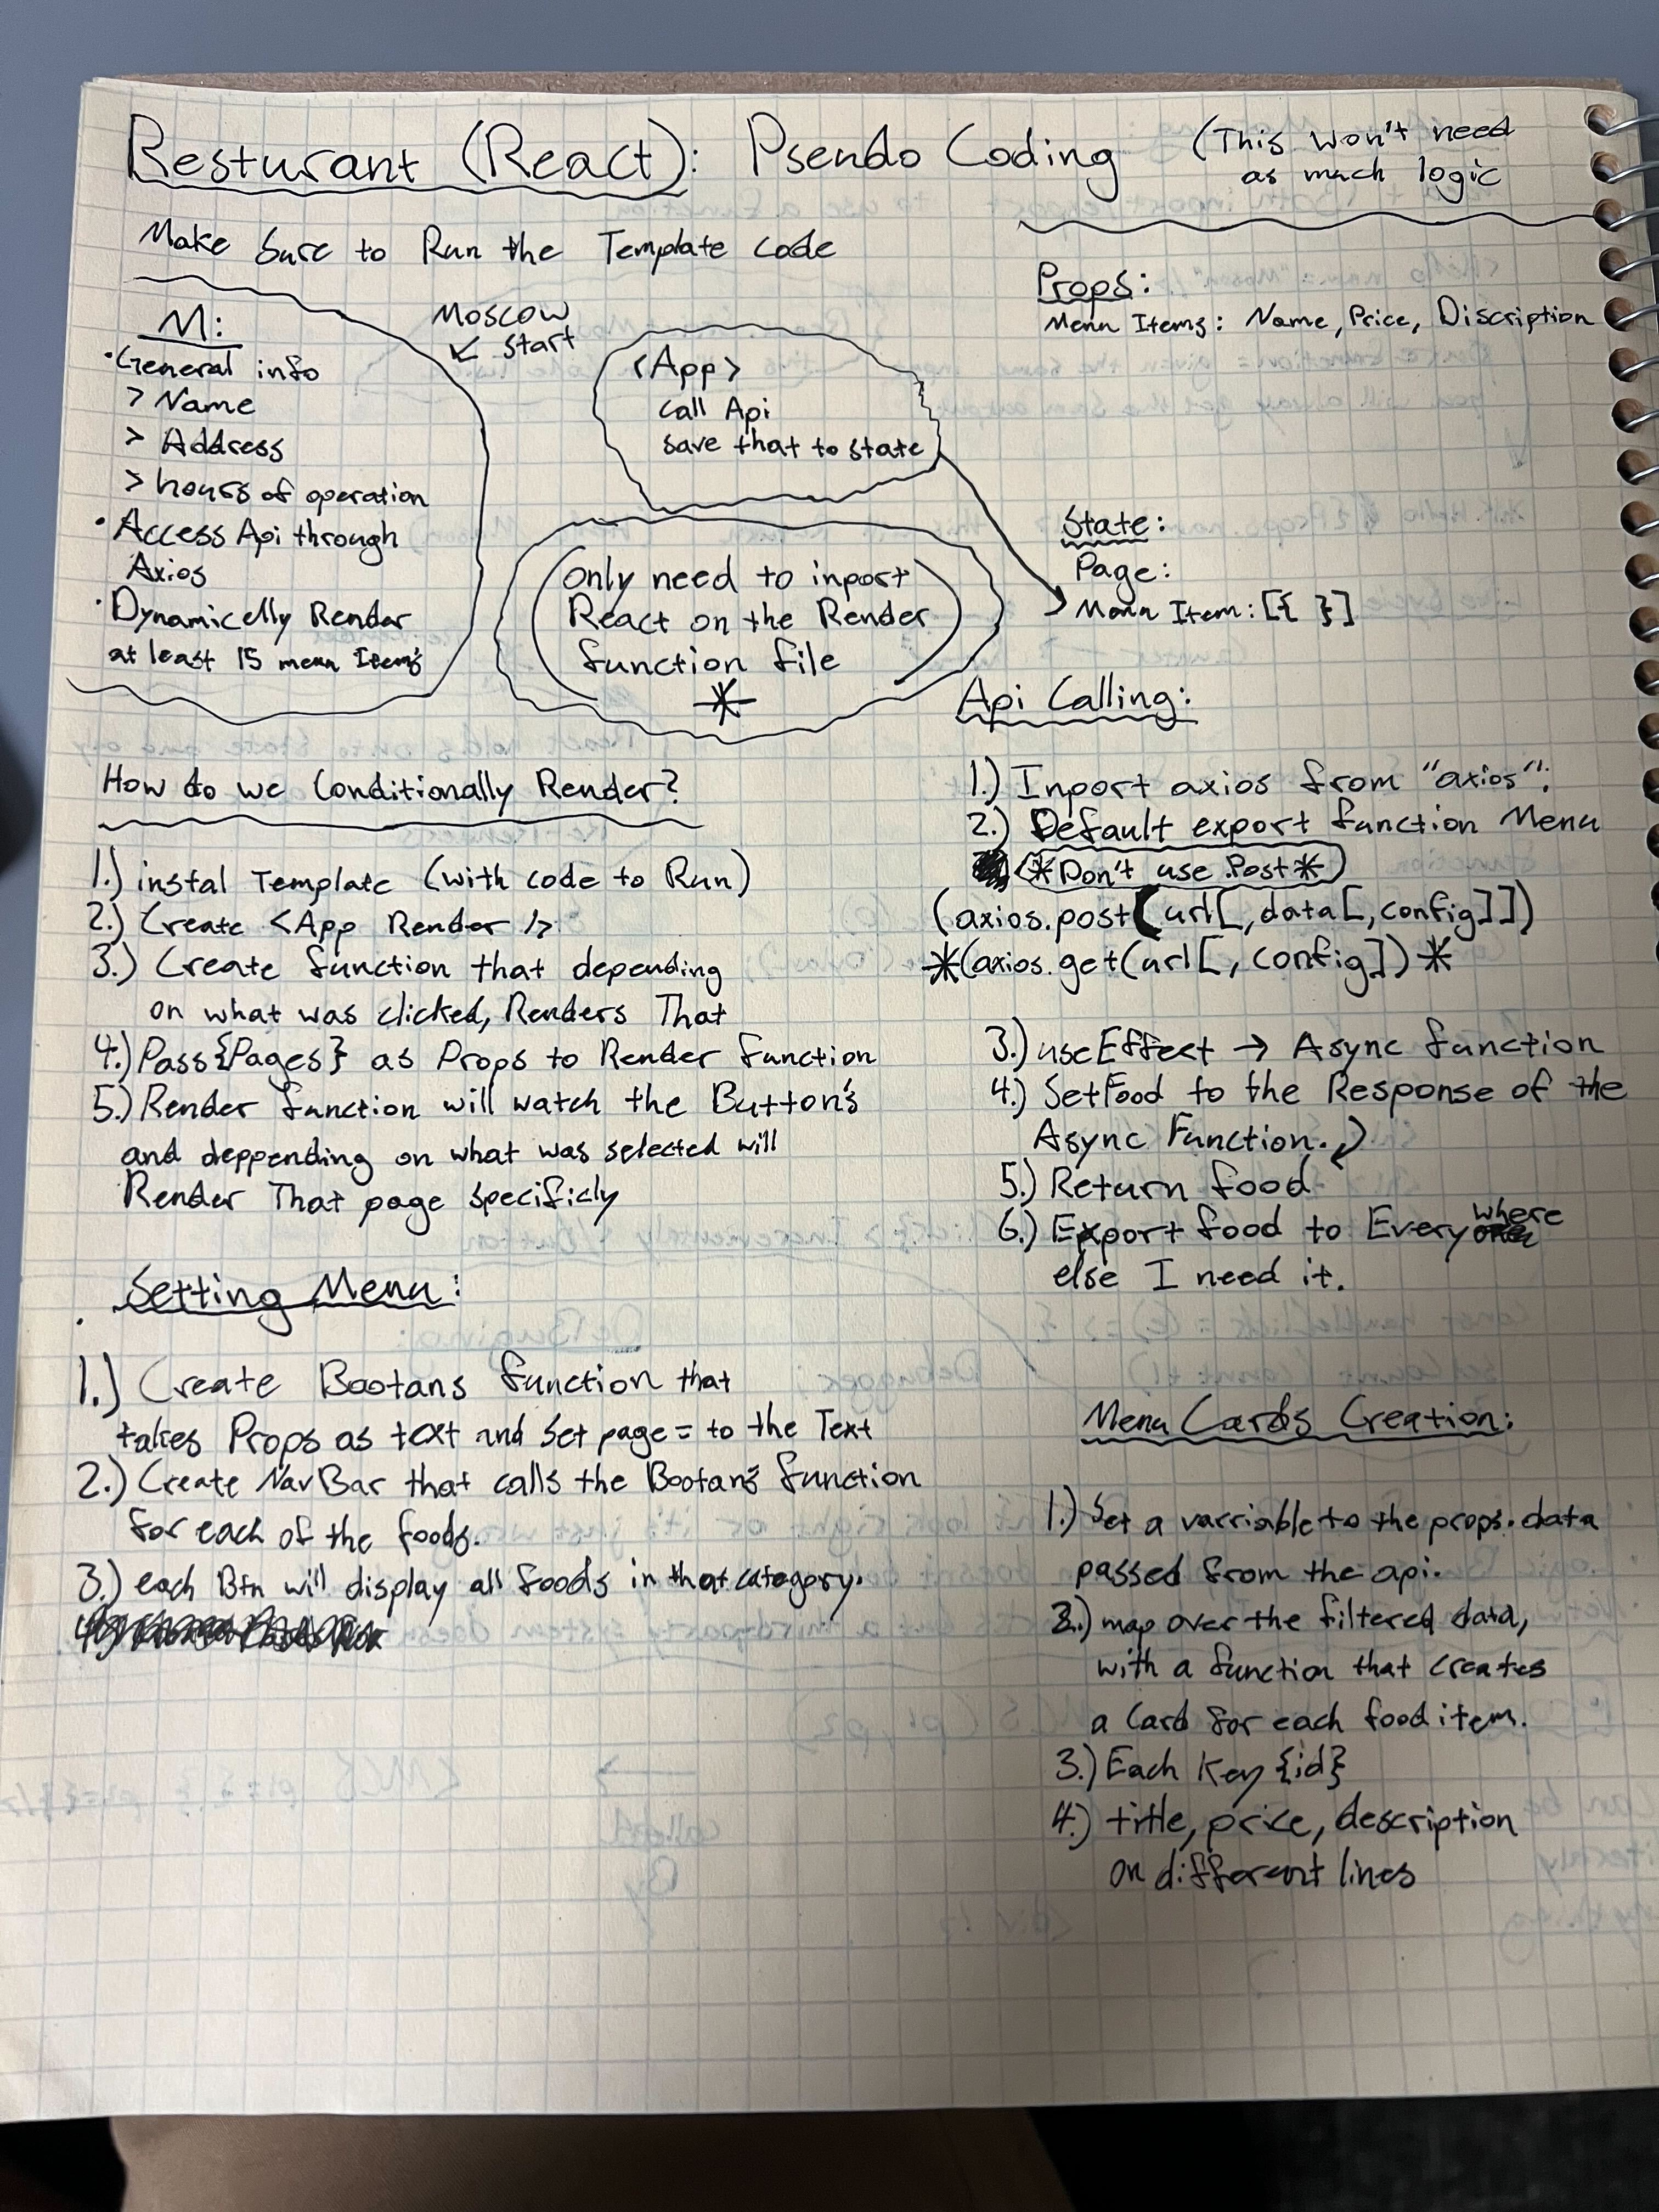 Resturant (React): Psendo Coding
(This won't need
as much logic
Make Sure to Run the Template code
M:
• General info
> Name
> Address
> hours of operation
• Access Api through
Axios
• Dynamicelly Render
at least 15 menu Items
MOSCOW
start
<App>
call Api
save that to state
(only need to inport
React on the Render
function file)
*
Props:
Menu Items: Name, Price, Discription
State:
Page:
Menu Item: [{ }]
How do we Conditionally Render?
1.) instal Template (with code to Run)
2.) Create <App Render />
3.) Create function that depending
on what was clicked, Renders That
4.) Pass {Pages} as Props to Render function
5.) Render function will watch the Button's
and deppending on what was selected will
Render That page specificly
Setting Menu:
1.) Create Bootans function that
takes Props as text and set page = to the Text
2.) Create NavBar that calls the Bootans function
for each of the foods.
3.) each Btn will display all foods in that category.
Api Calling:
1.) Inport axios from "axios":
2.) Default export function Menu
(*Don't use .Post*)
(axios.post(url[,data[,config]])
*(axios.get(url[, config])*
3.) useEffect → Async function
4.) SetFood to the Response of the
Async Function.
5.) Return food
6.) Export food to Everywhere
else I need it.
Menu Cards Creation:
1.) Set a varriable to the props.data
passed from the api.
2.) map over the filtered data,
with a function that creates
a Card for each food item.
3.) Each Key {id}
4.) title, price, description
on different lines